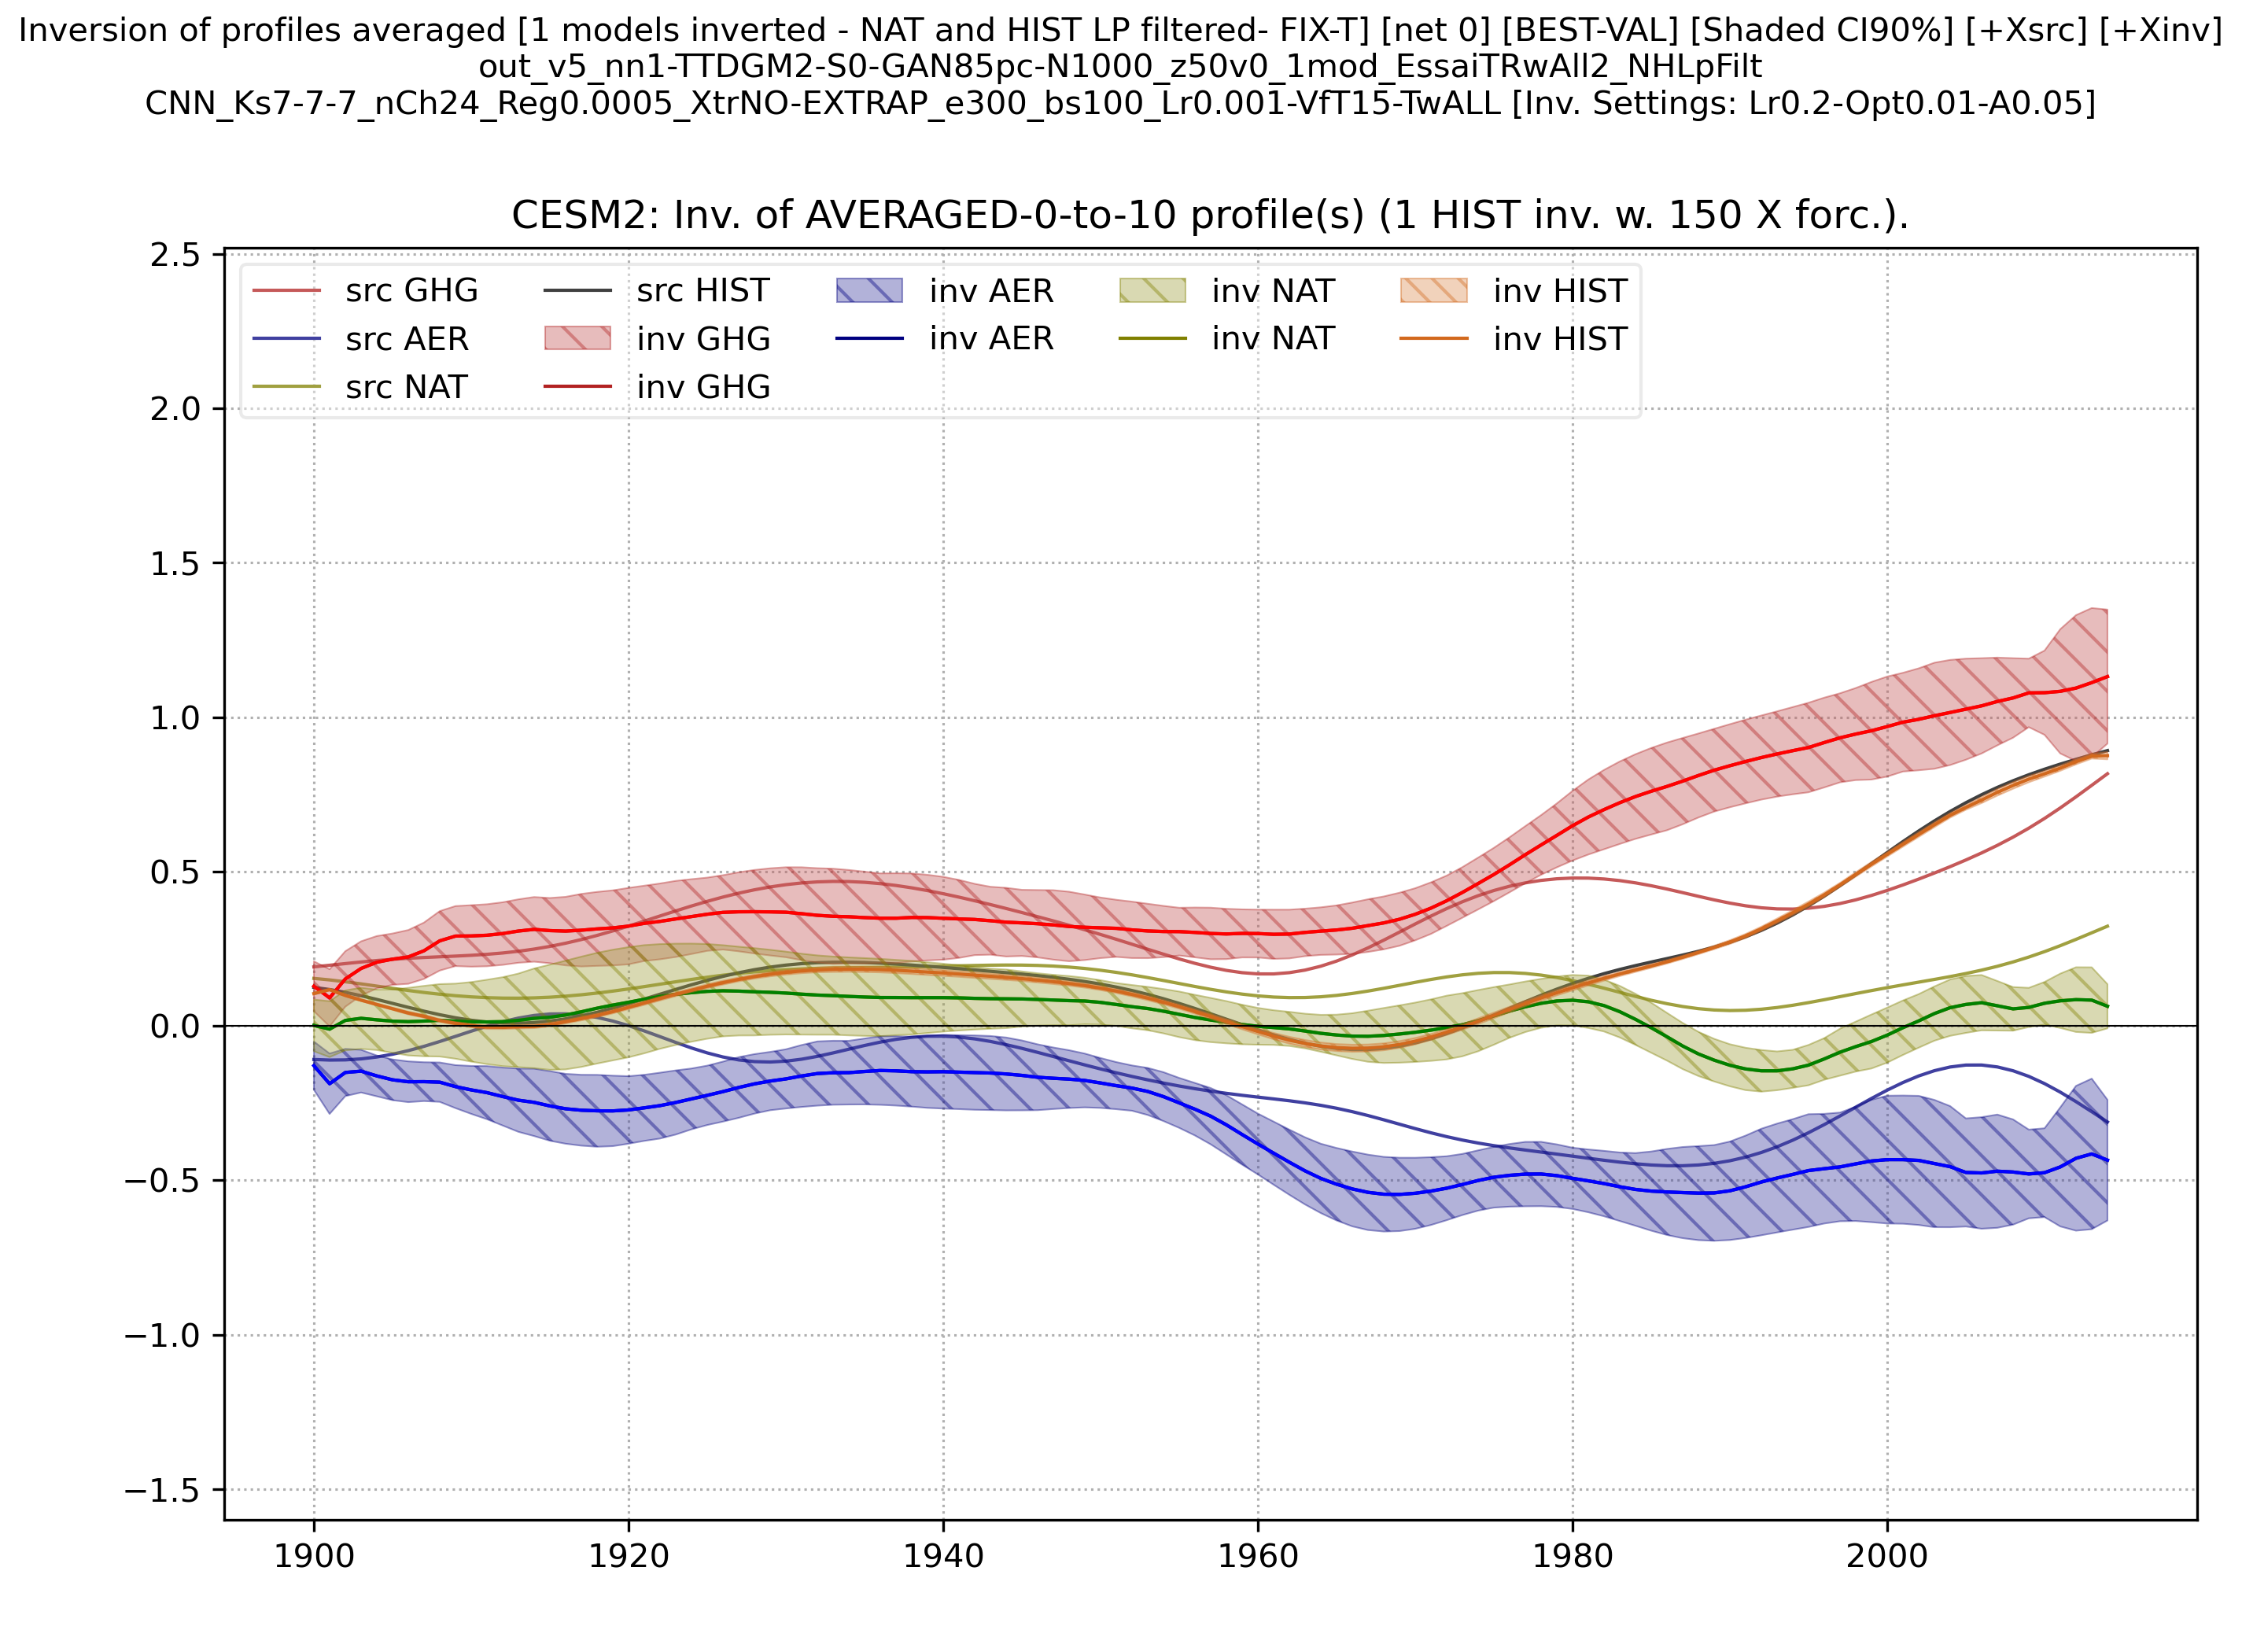 Inversion of profiles averaged [1 models inverted - NAT and HIST LP filtered- FIX-T] [net 0] [BEST-VAL] [Shaded CI90%] [+Xsrc] [+Xinv]
out_v5_nn1-TTDGM2-S0-GAN85pc-N1000_z50v0_1mod_EssaiTRwAll2_NHLpFilt
CNN_Ks7-7-7_nCh24_Reg0.0005_XtrNO-EXTRAP_e300_bs100_Lr0.001-VfT15-TwALL [Inv. Settings: Lr0.2-Opt0.01-A0.05]
CESM2: Inv. of AVERAGED-0-to-10 profile(s) (1 HIST inv. w. 150 X forc.).
src GHG
src AER
src NAT
src HIST
inv GHG
inv GHG
inv AER
inv AER
inv NAT
inv NAT
inv HIST
inv HIST
2.5
2.0
1.5
1.0
0.5
0.0
−0.5
−1.0
−1.5
1900 1920 1940 1960 1980 2000